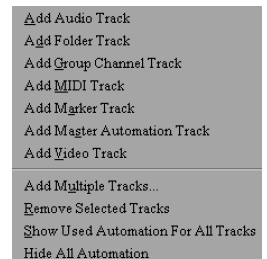 Add Audio Track
Add Folder Track
Add Group Channel Track
Add MIDI Track
Add Marker Track
Add Master Automation Track
Add Video Track
Add Multiple Tracks...
Remove Selected Tracks
Show Used Automation For All Tracks
Hide All Automation